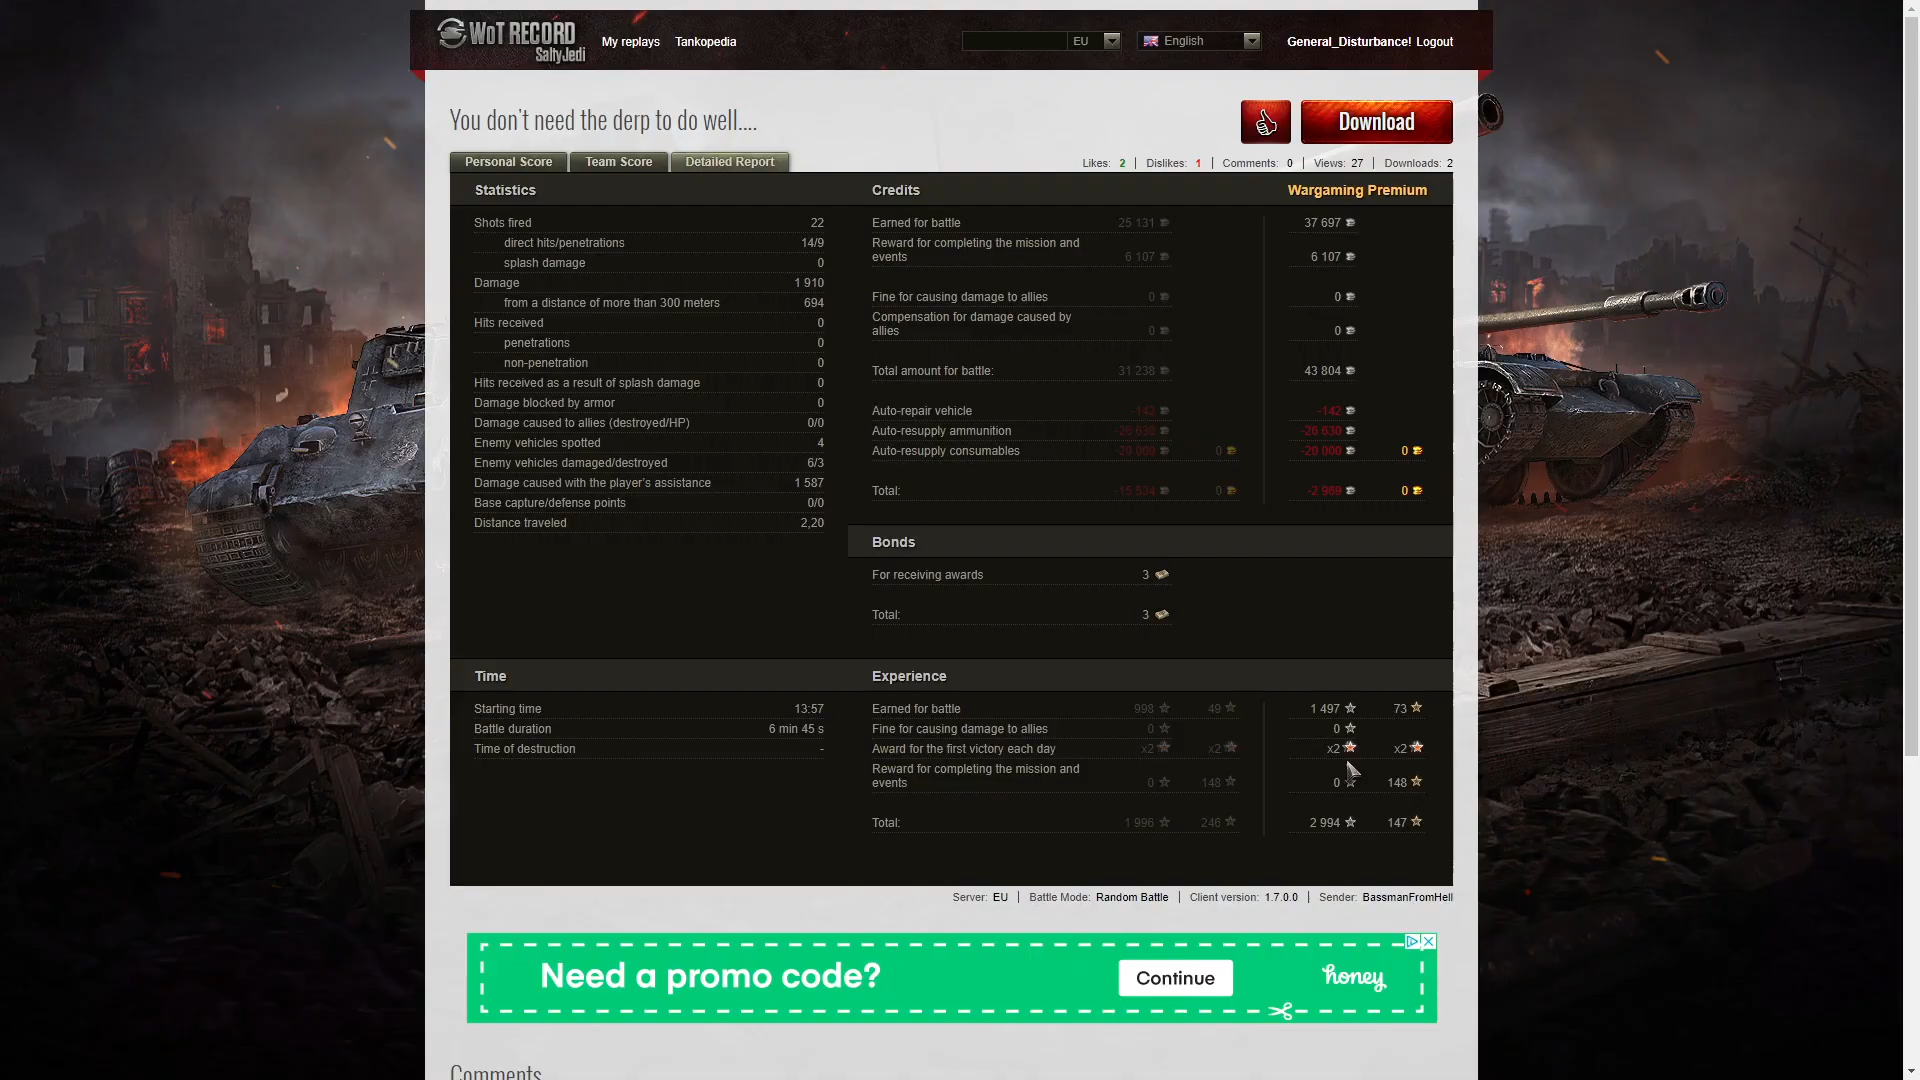 WoT RECORD
SaltyJedi
My replays Tankopedia
EU
English
General_Disturbance! Logout
You don't need the derp to do well....
Download
Personal Score Team Score Detailed Report
Likes: 2 | Dislikes: 1 | Comments: 0 | Views: 27 | Downloads: 2
Statistics
Shots fired 22
direct hits/penetrations 14/9
splash damage 0
Damage 1 910
from a distance of more than 300 meters 694
Hits received 0
penetrations 0
non-penetration 0
Hits received as a result of splash damage 0
Damage blocked by armor 0
Damage caused to allies (destroyed/HP) 0/0
Enemy vehicles spotted 4
Enemy vehicles damaged/destroyed 6/3
Damage caused with the player's assistance 1 587
Base capture/defense points 0/0
Distance traveled 2,20
Credits Wargaming Premium
Earned for battle 25 131 37 697
Reward for completing the mission and
events 6 107 6 107
Fine for causing damage to allies 0 0
Compensation for damage caused by
allies 0 0
Total amount for battle: 31 238 43 804
Auto-repair vehicle -142 -142
Auto-resupply ammunition -26 630 -26 630
Auto-resupply consumables -20 000 0 -20 000 0
Total: -15 534 0 -2 969 0
Bonds
For receiving awards 3
Total: 3
Time
Starting time 13:57
Battle duration 6 min 45 s
Time of destruction -
Experience
Earned for battle 998 49 1 497 73
Fine for causing damage to allies 0 0
Award for the first victory each day x2 x2 x2 x2
Reward for completing the mission and
events 0 148 0 148
Total: 1 996 246 2 994 147
Server: EU | Battle Mode: Random Battle | Client version: 1.7.0.0 | Sender: BassmanFromHell
Need a promo code?
Continue
honey
Comments